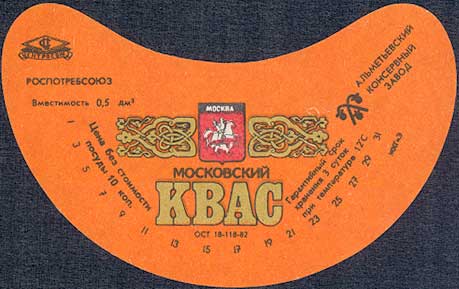 ЦЕНТРСОЮЗ
РОСПОТРЕБСОЮЗ
Вместимость 0,5 дм³
АЛЬМЕТЬЕВСКИЙ
КОНСЕРВНЫЙ
ЗАВОД
МОСКВА
МОСКОВСКИЙ
КВАС
ОСТ 18-118-82
Цена без стоимости
посуды 10 коп.
Гарантийный срок
хранения 3 суток
при температуре 12°С
1 3 5 7 9 11 13 15 17 19 21 23 25 27 29 31